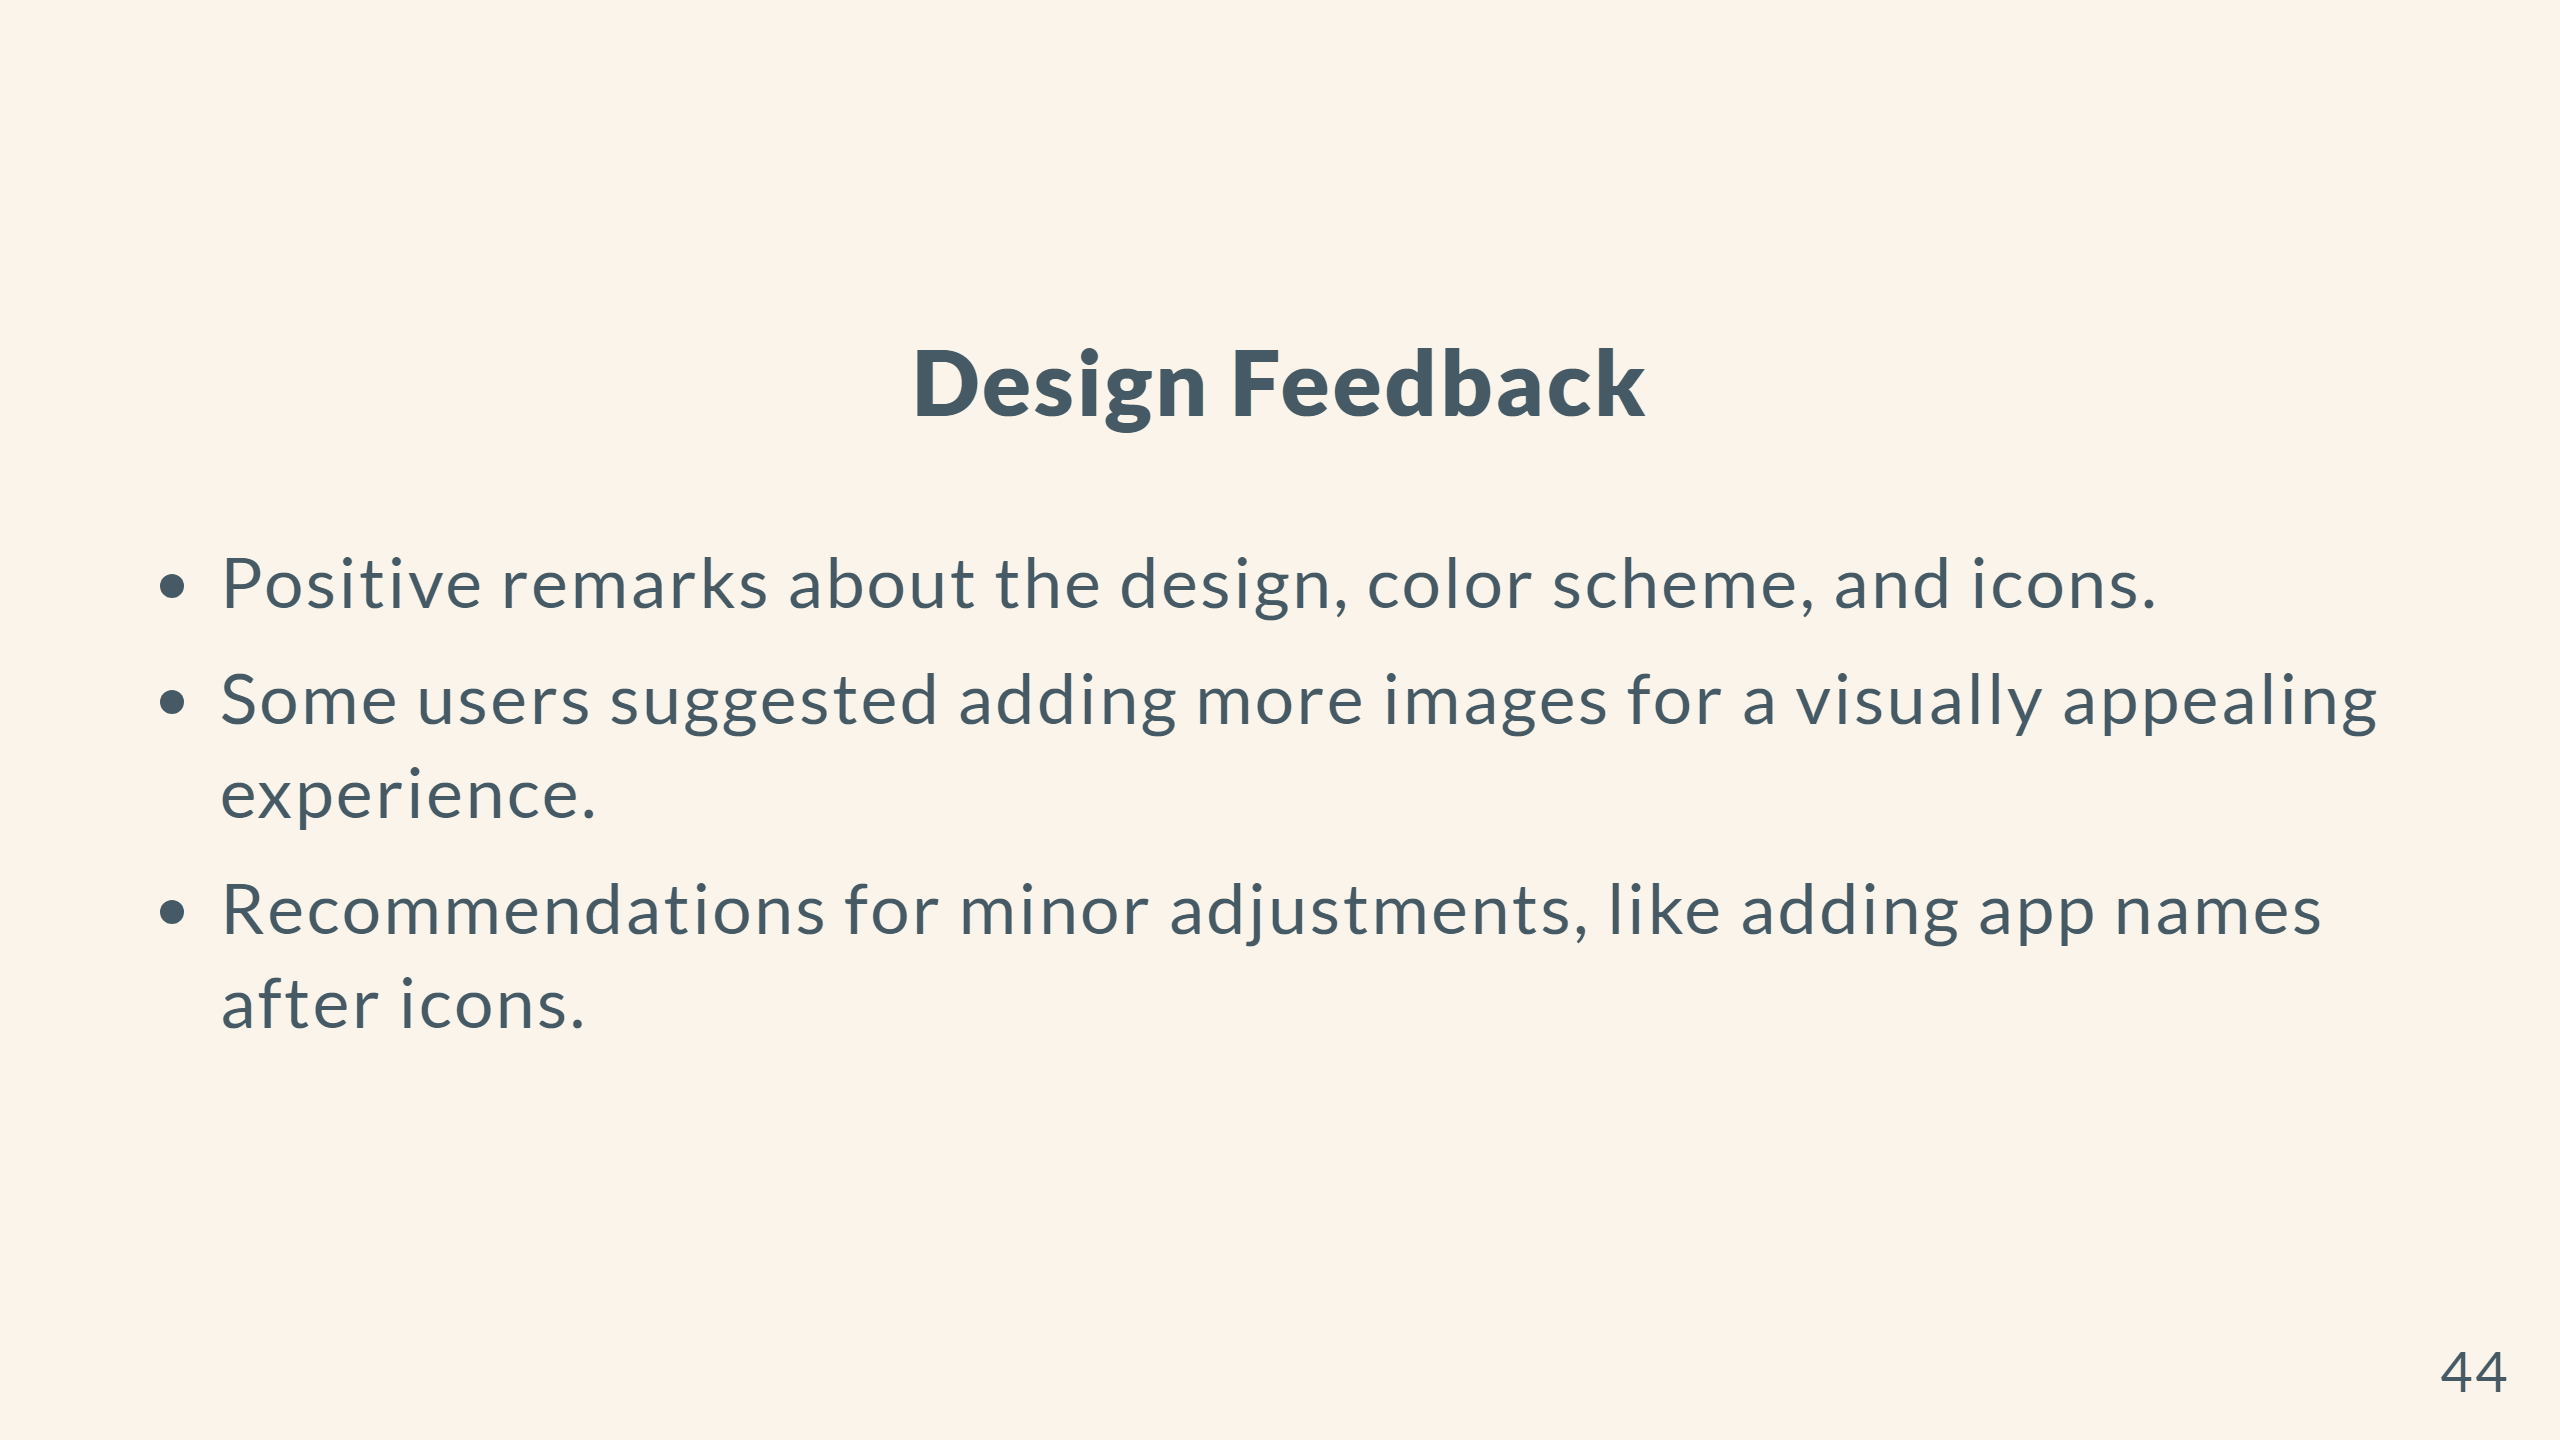 Design Feedback
• Positive remarks about the design, color scheme, and icons.
• Some users suggested adding more images for a visually appealing
experience.
• Recommendations for minor adjustments, like adding app names
after icons.
44